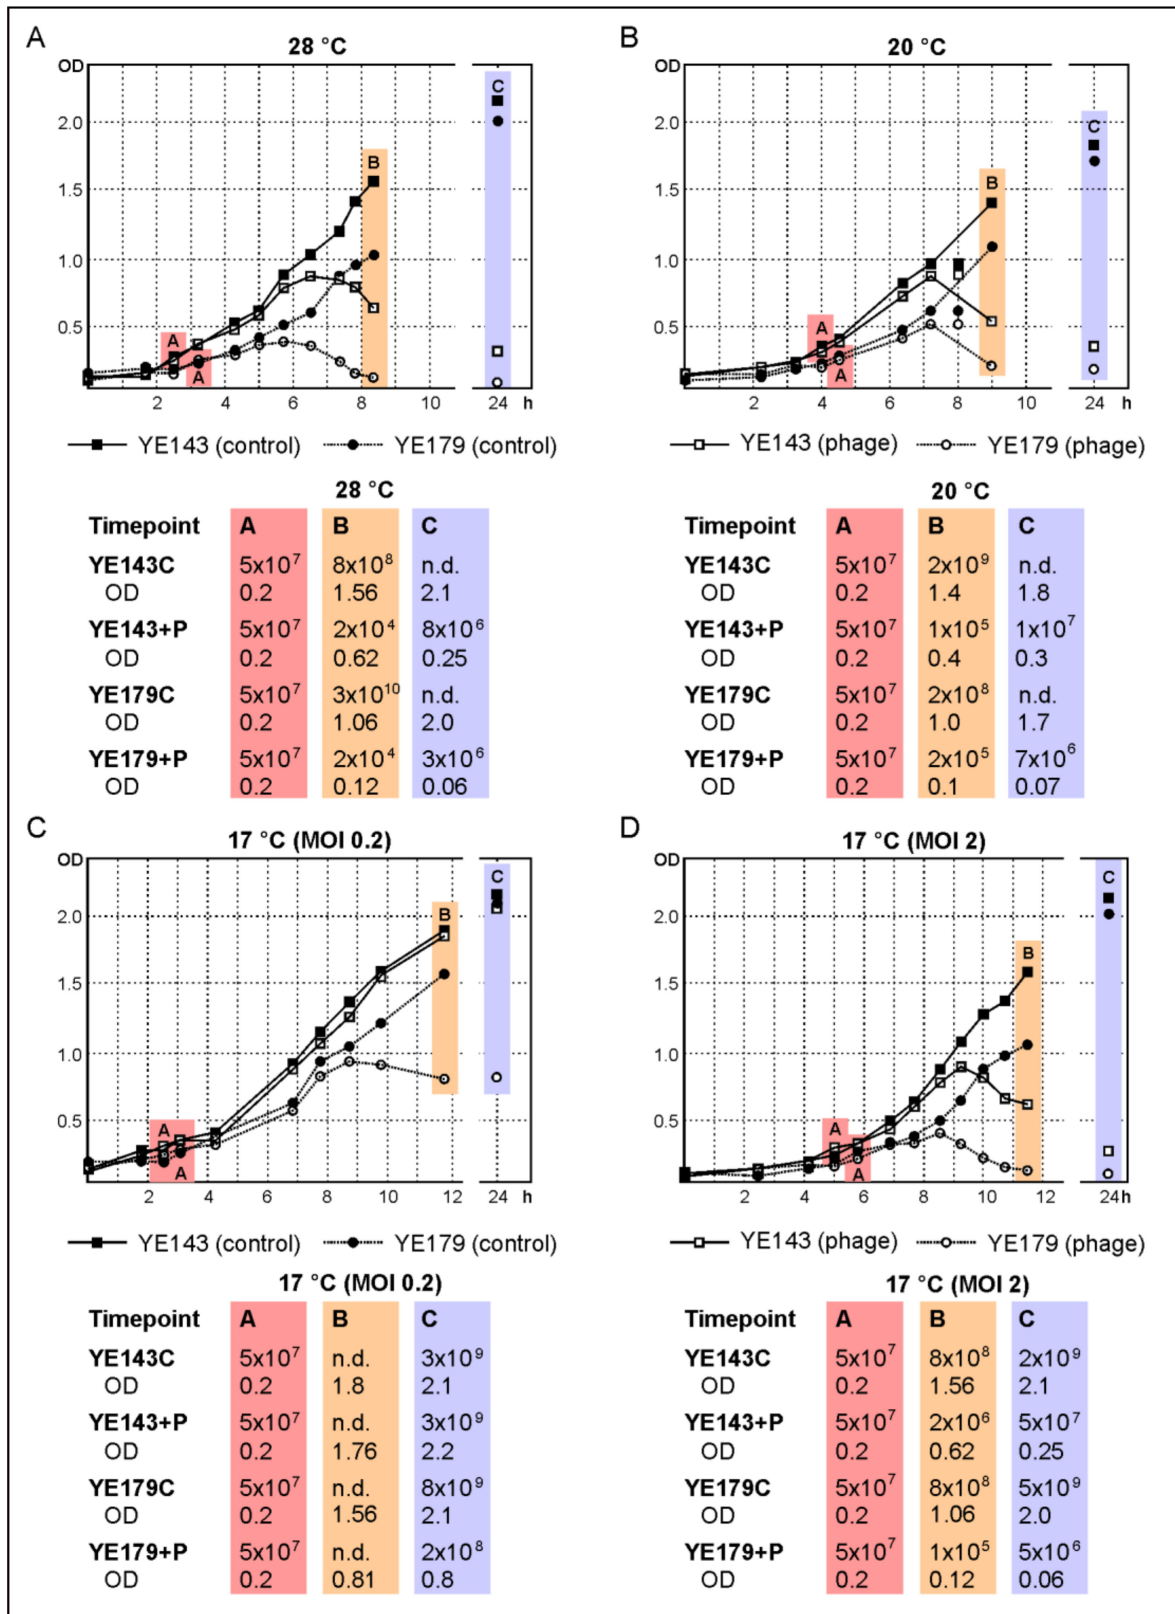 A
28 °C
B
20 °C
OD
2.0
1.5
1.0
0.5
A
A
B
C
2 4 6 8 10 24 h
OD
2.0
1.5
1.0
0.5
A
A
B
C
2 4 6 8 10 24 h
YE143 (control) YE179 (control) YE143 (phage) YE179 (phage)
28 °C
Timepoint A B C
YE143C 5x10⁷ 8x10⁸ n.d.
OD 0.2 1.56 2.1
YE143+P 5x10⁷ 2x10⁴ 8x10⁶
OD 0.2 0.62 0.25
YE179C 5x10⁷ 3x10¹⁰ n.d.
OD 0.2 1.06 2.0
YE179+P 5x10⁷ 2x10⁴ 3x10⁶
OD 0.2 0.12 0.06
20 °C
Timepoint A B C
YE143C 5x10⁷ 2x10⁹ n.d.
OD 0.2 1.4 1.8
YE143+P 5x10⁷ 1x10⁵ 1x10⁷
OD 0.2 0.4 0.3
YE179C 5x10⁷ 2x10⁸ n.d.
OD 0.2 1.0 1.7
YE179+P 5x10⁷ 2x10⁵ 7x10⁶
OD 0.2 0.1 0.07
C
17 °C (MOI 0.2)
D
17 °C (MOI 2)
OD
2.0
1.5
1.0
0.5
A
A
B
C
2 4 6 8 10 12 24 h
OD
2.0
1.5
1.0
0.5
A
A
B
C
2 4 6 8 10 12 24 h
YE143 (control) YE179 (control) YE143 (phage) YE179 (phage)
17 °C (MOI 0.2)
Timepoint A B C
YE143C 5x10⁷ n.d. 3x10⁹
OD 0.2 1.8 2.1
YE143+P 5x10⁷ n.d. 3x10⁹
OD 0.2 1.76 2.2
YE179C 5x10⁷ n.d. 8x10⁹
OD 0.2 1.56 2.1
YE179+P 5x10⁷ n.d. 2x10⁸
OD 0.2 0.81 0.8
17 °C (MOI 2)
Timepoint A B C
YE143C 5x10⁷ 8x10⁸ 2x10⁹
OD 0.2 1.56 2.1
YE143+P 5x10⁷ 2x10⁶ 5x10⁷
OD 0.2 0.62 0.25
YE179C 5x10⁷ 8x10⁸ 5x10⁹
OD 0.2 1.06 2.0
YE179+P 5x10⁷ 1x10⁵ 5x10⁶
OD 0.2 0.12 0.06